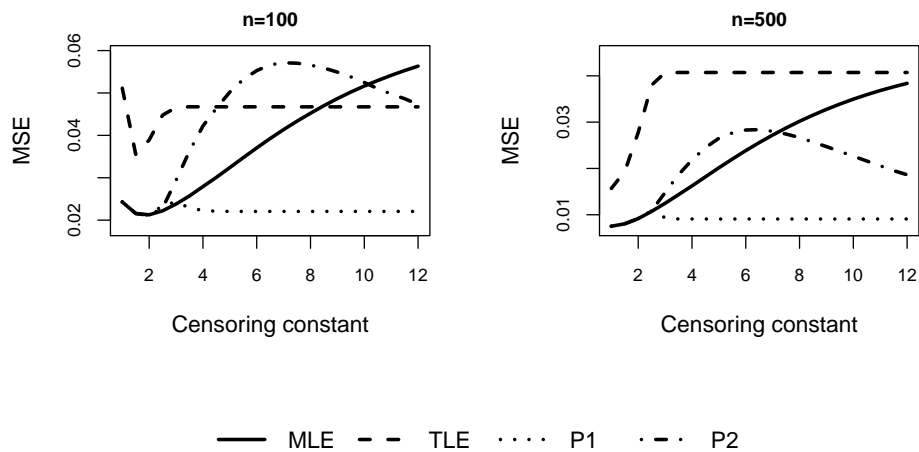 n=100
MSE
0.02 0.04 0.06
2 4 6 8 10 12
Censoring constant
n=500
MSE
0.01 0.03
2 4 6 8 10 12
Censoring constant
MLE TLE P1 P2